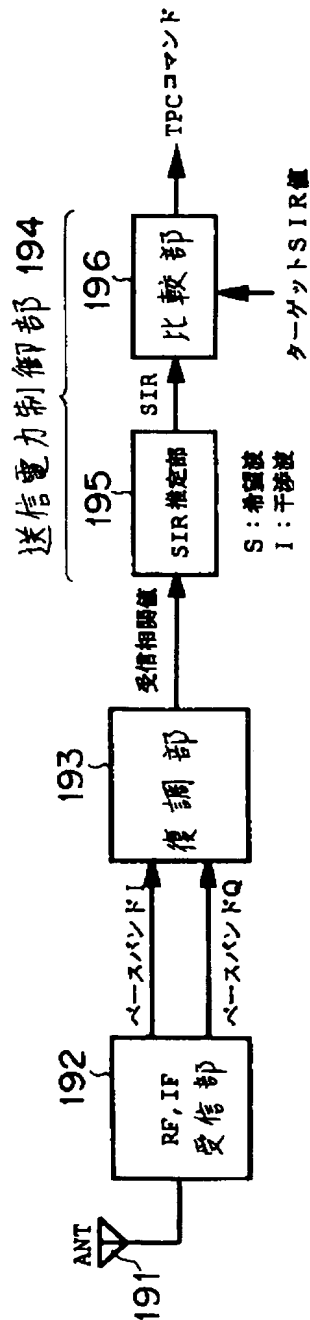 ANT
191
192
RF, IF
受信部
ベースバンドI
ベースバンドQ
193
復調部
受信相関値
送信電力制御部 194
195
SIR推定部
SIR
196
比較部
TPCコマンド
ターゲットSIR値
S:希望波
I:干渉波